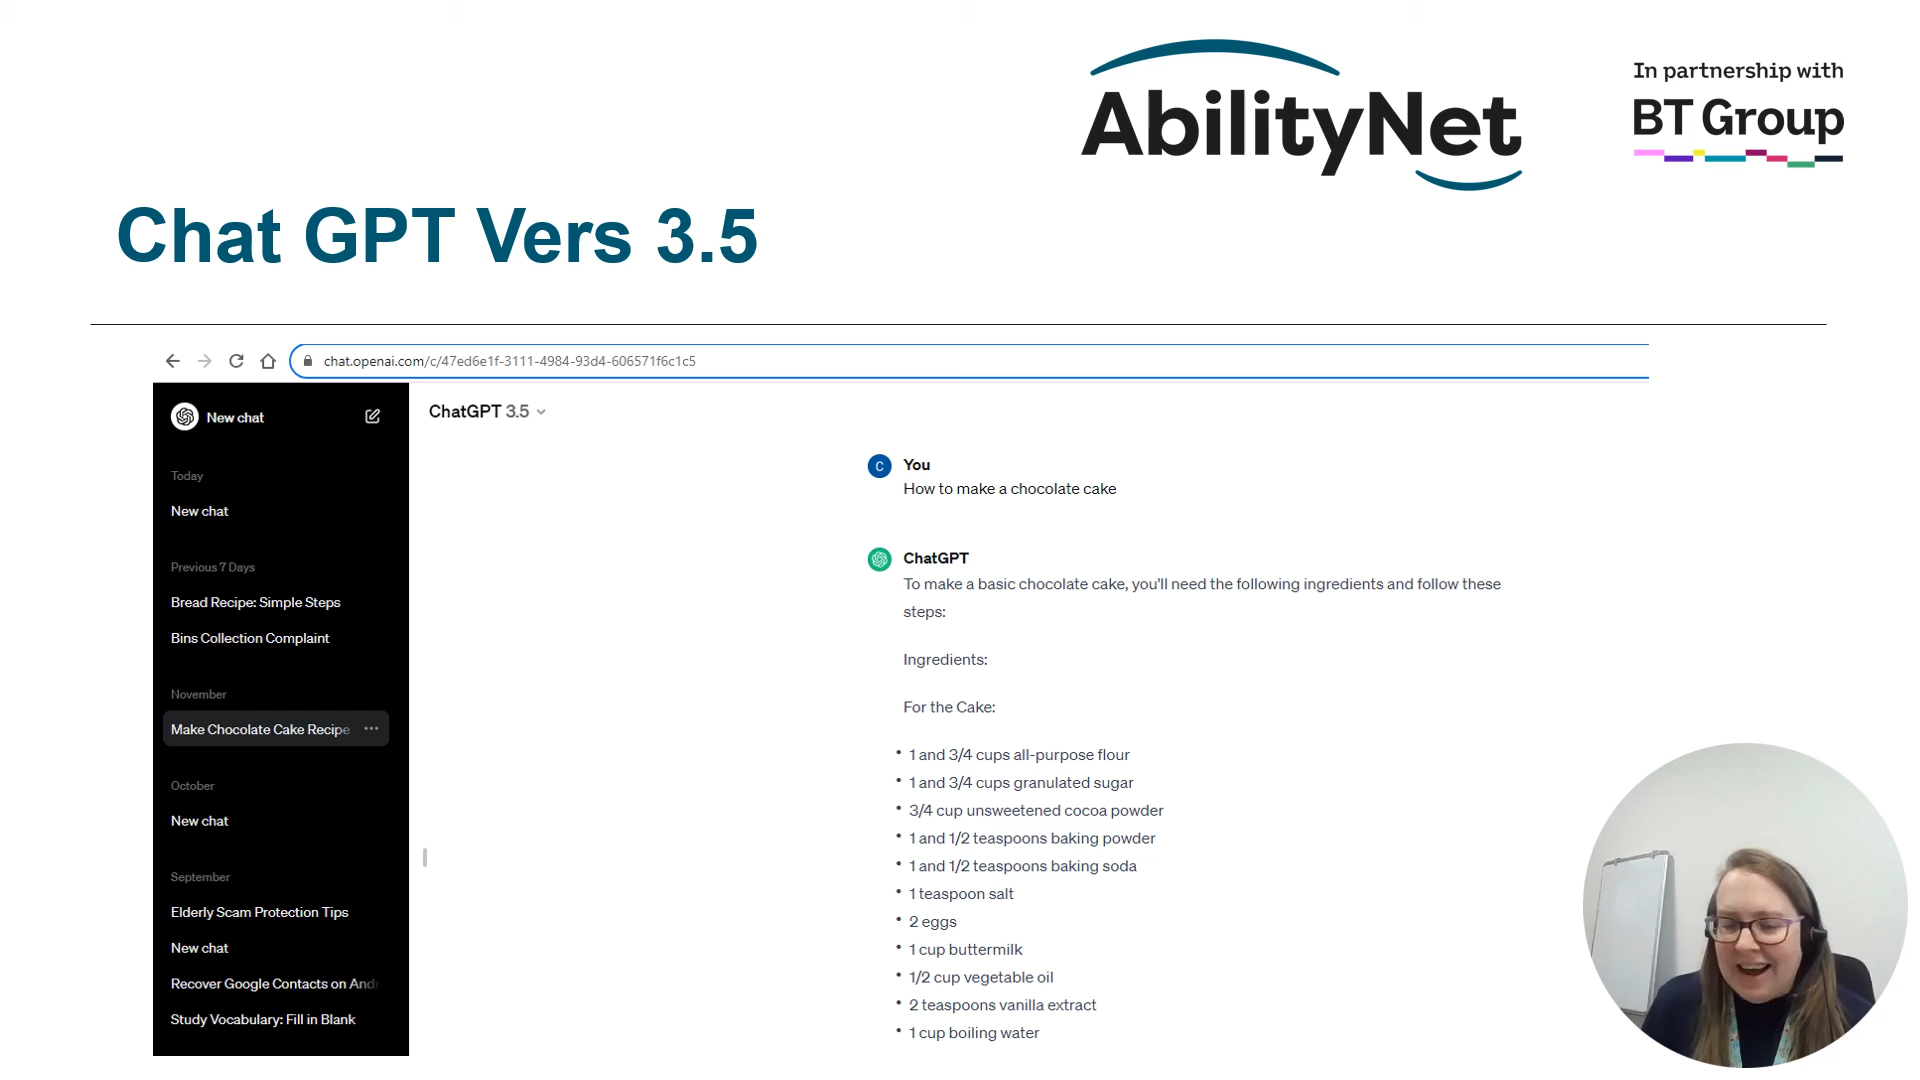 AbilityNet
In partnership with
BT Group
Chat GPT Vers 3.5
chat.openai.com/c/47ed6e1f-3111-4984-93d4-606571f6c1c5
New chat
Today
New chat
Previous 7 Days
Bread Recipe: Simple Steps
Bins Collection Complaint
November
Make Chocolate Cake Recipe
October
New chat
September
Elderly Scam Protection Tips
New chat
Recover Google Contacts on Andr
Study Vocabulary: Fill in Blank
ChatGPT 3.5
C
You
How to make a chocolate cake
ChatGPT
To make a basic chocolate cake, you'll need the following ingredients and follow these
steps:
Ingredients:
For the Cake:
• 1 and 3/4 cups all-purpose flour
• 1 and 3/4 cups granulated sugar
• 3/4 cup unsweetened cocoa powder
• 1 and 1/2 teaspoons baking powder
• 1 and 1/2 teaspoons baking soda
• 1 teaspoon salt
• 2 eggs
• 1 cup buttermilk
• 1/2 cup vegetable oil
• 2 teaspoons vanilla extract
• 1 cup boiling water